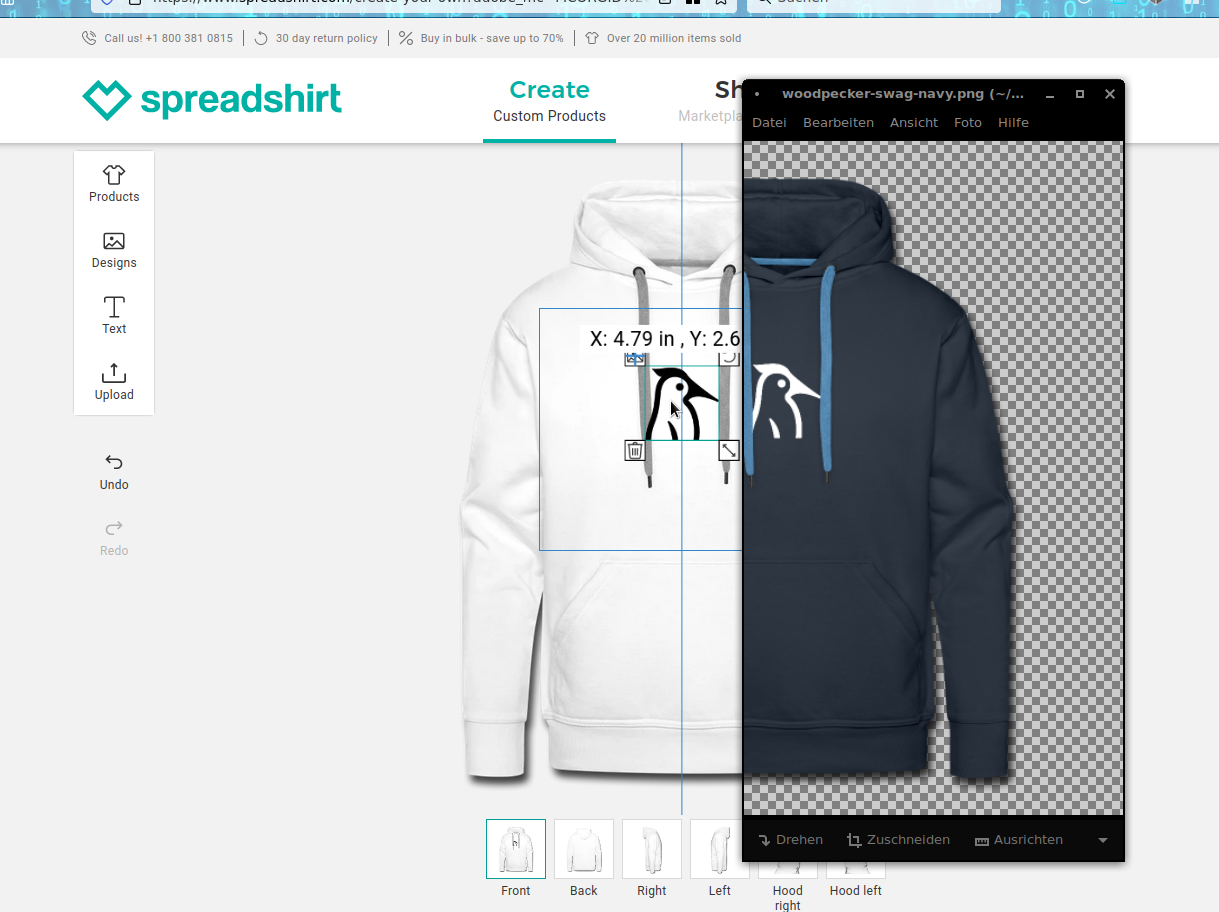 Call us! +1 800 381 0815
30 day return policy
Buy in bulk - save up to 70%
Over 20 million items sold
spreadshirt
Create
Custom Products
Sh
Marketpla
woodpecker-swag-navy.png (~/...
Datei Bearbeiten Ansicht Foto Hilfe
Products
Designs
Text
Upload
Undo
Redo
X: 4.79 in , Y: 2.6
Drehen Zuschneiden Ausrichten
Front
Back
Right
Left
Hood
right
Hood left